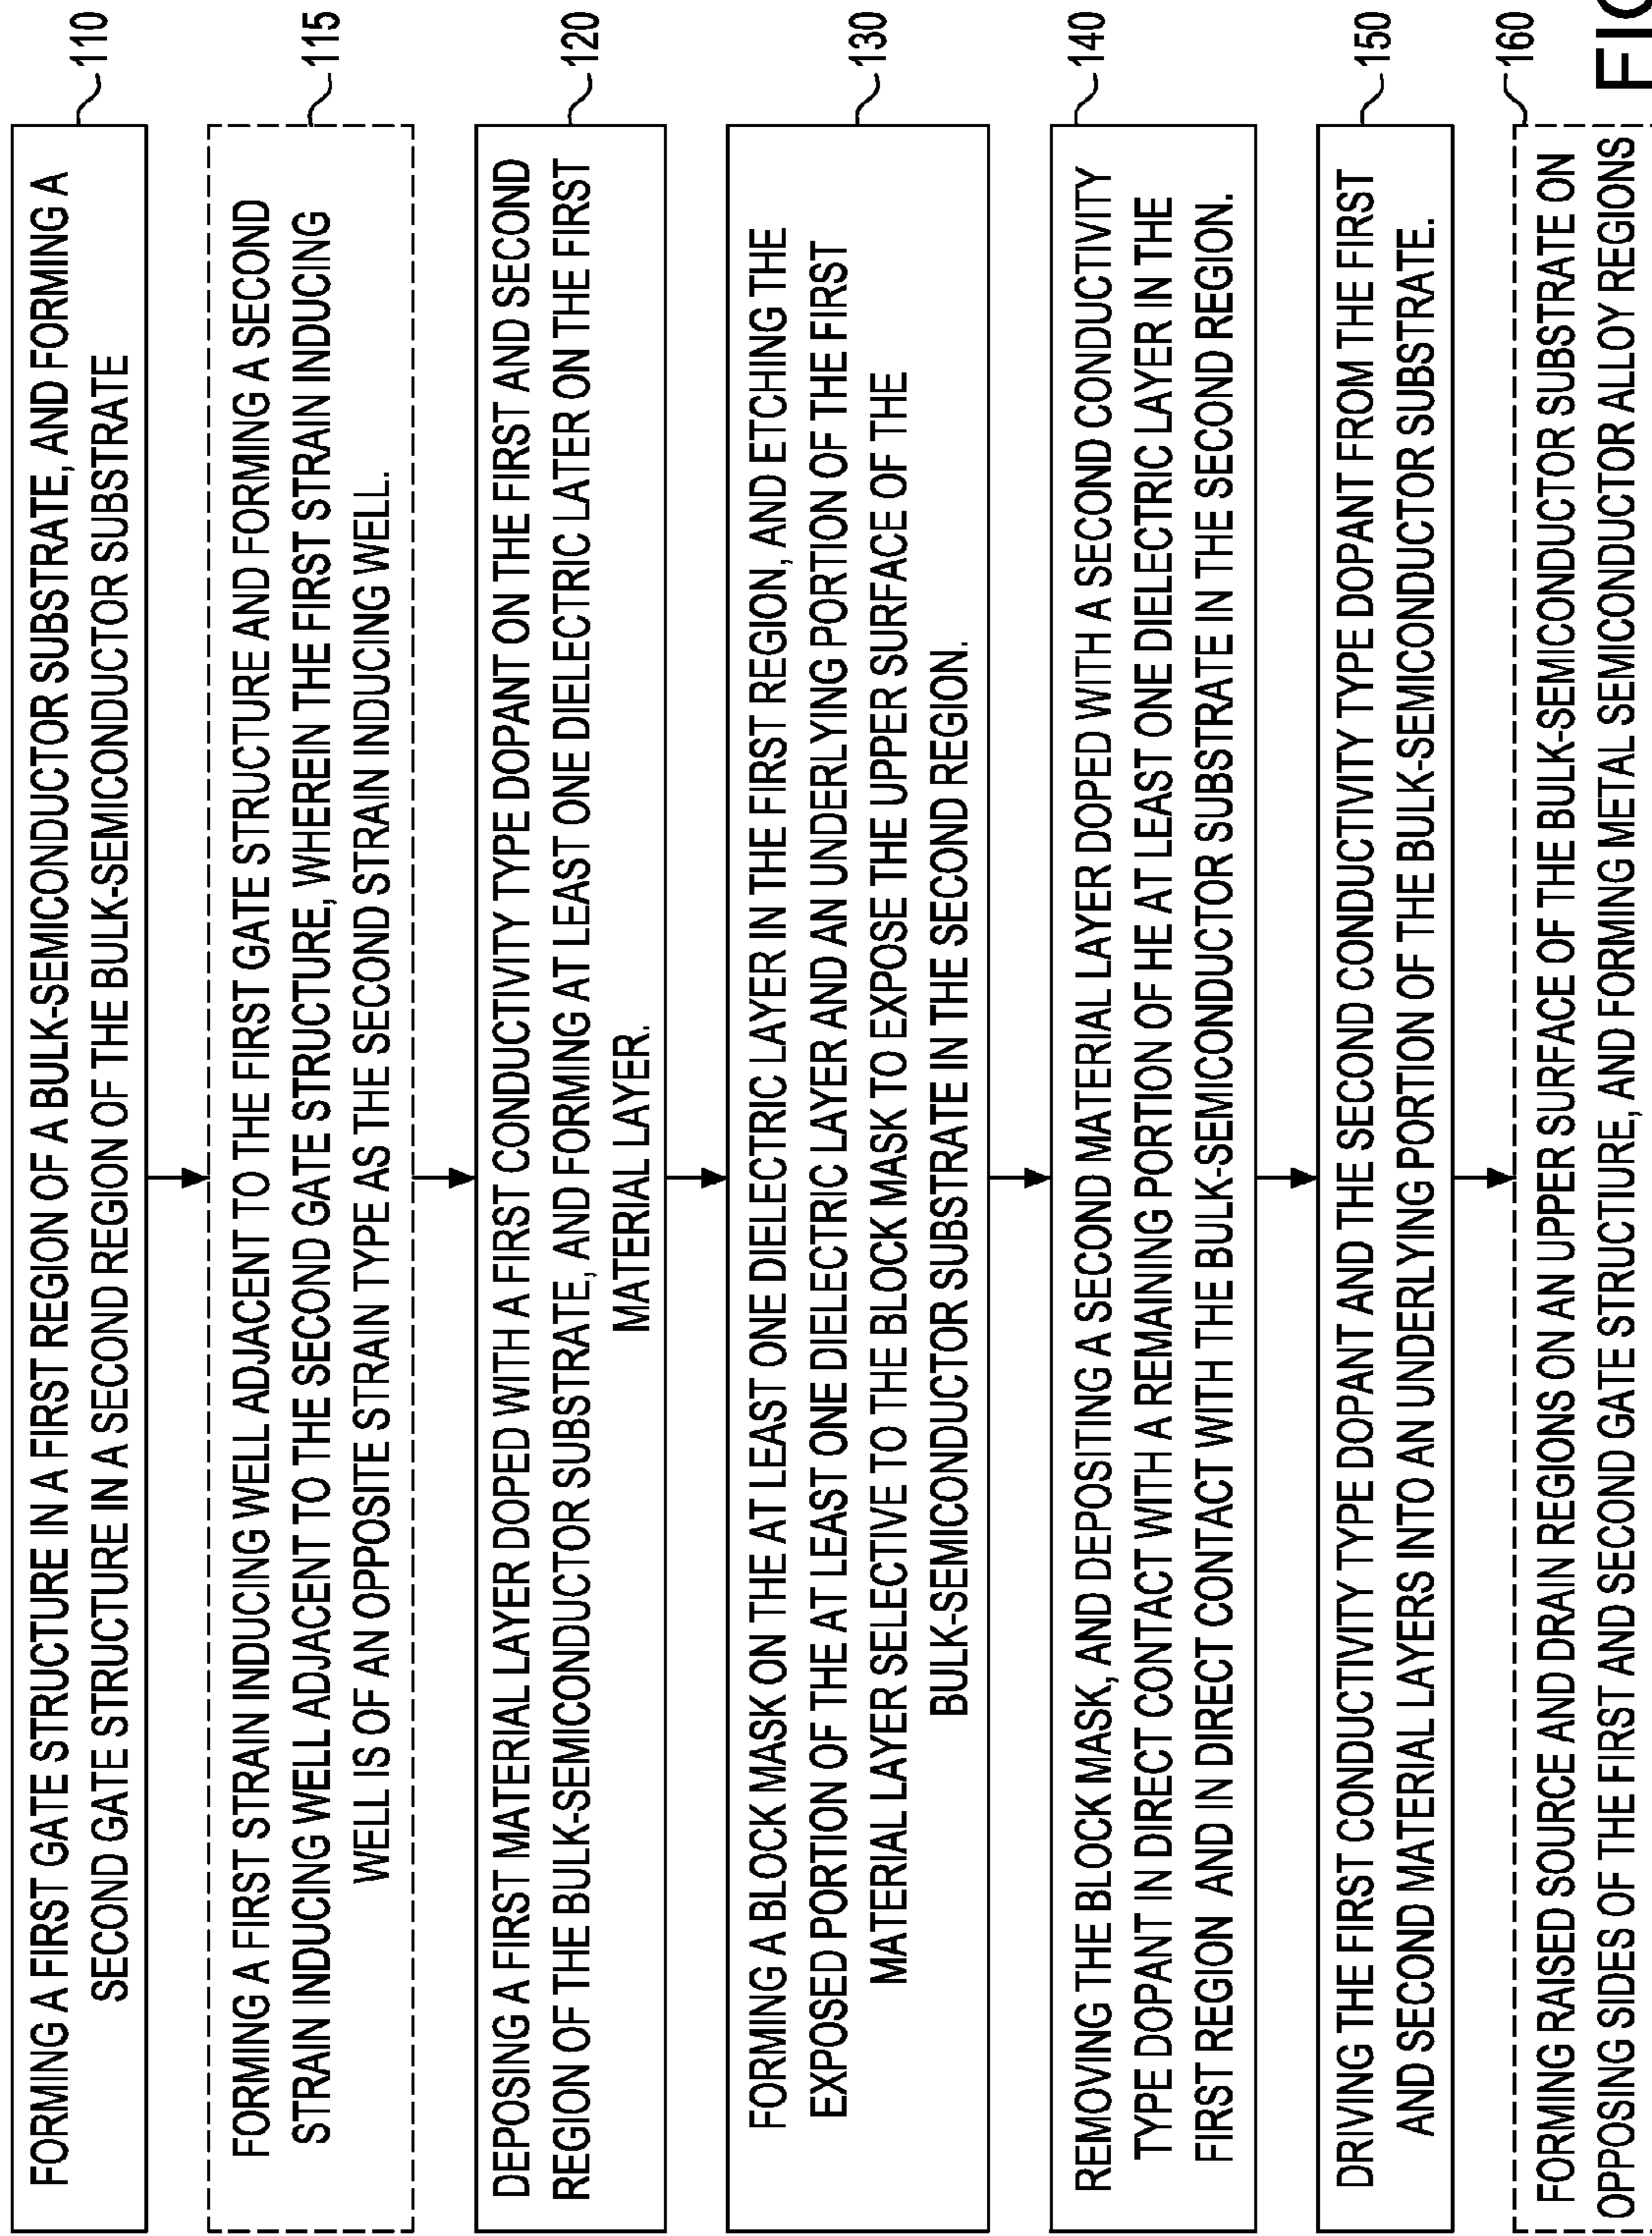 FORMING A FIRST GATE STRUCTURE IN A FIRST REGION OF A BULK-SEMICONDUCTOR SUBSTRATE, AND FORMING A
SECOND GATE STRUCTURE IN A SECOND REGION OF THE BULK-SEMICONDUCTOR SUBSTRATE
110
FORMING A FIRST STRAIN INDUCING WELL ADJACENT TO THE FIRST GATE STRUCTURE AND FORMING A SECOND
STRAIN INDUCING WELL ADJACENT TO THE SECOND GATE STRUCTURE, WHEREIN THE FIRST STRAIN INDUCING
WELL IS OF AN OPPOSITE STRAIN TYPE AS THE SECOND STRAIN INDUCING WELL.
115
DEPOSING A FIRST MATERIAL LAYER DOPED WITH A FIRST CONDUCTIVITY TYPE DOPANT ON THE FIRST AND SECOND
REGION OF THE BULK-SEMICONDUCTOR SUBSTRATE, AND FORMING AT LEAST ONE DIELECTRIC LATER ON THE FIRST
MATERIAL LAYER.
120
FORMING A BLOCK MASK ON THE AT LEAST ONE DIELECTRIC LAYER IN THE FIRST REGION, AND ETCHING THE
EXPOSED PORTION OF THE AT LEAST ONE DIELECTRIC LAYER AND AN UNDERLYING PORTION OF THE FIRST
MATERIAL LAYER SELECTIVE TO THE BLOCK MASK TO EXPOSE THE UPPER SURFACE OF THE
BULK-SEMICONDUCTOR SUBSTRATE IN THE SECOND REGION.
130
REMOVING THE BLOCK MASK, AND DEPOSITING A SECOND MATERIAL LAYER DOPED WITH A SECOND CONDUCTIVITY
TYPE DOPANT IN DIRECT CONTACT WITH A REMAINING PORTION OF HE AT LEAST ONE DIELECTRIC LAYER IN THE
FIRST REGION AND IN DIRECT CONTACT WITH THE BULK-SEMICONDUCTOR SUBSTRATE IN THE SECOND REGION.
140
DRIVING THE FIRST CONDUCTIVITY TYPE DOPANT AND THE SECOND CONDUCTIVITY TYPE DOPANT FROM THE FIRST
AND SECOND MATERIAL LAYERS INTO AN UNDERLYING PORTION OF THE BULK-SEMICONDUCTOR SUBSTRATE.
150
FORMING RAISED SOURCE AND DRAIN REGIONS ON AN UPPER SURFACE OF THE BULK-SEMICONDUCTOR SUBSTRATE ON
OPPOSING SIDES OF THE FIRST AND SECOND GATE STRUCTURE, AND FORMING METAL SEMICONDUCTOR ALLOY REGIONS
160